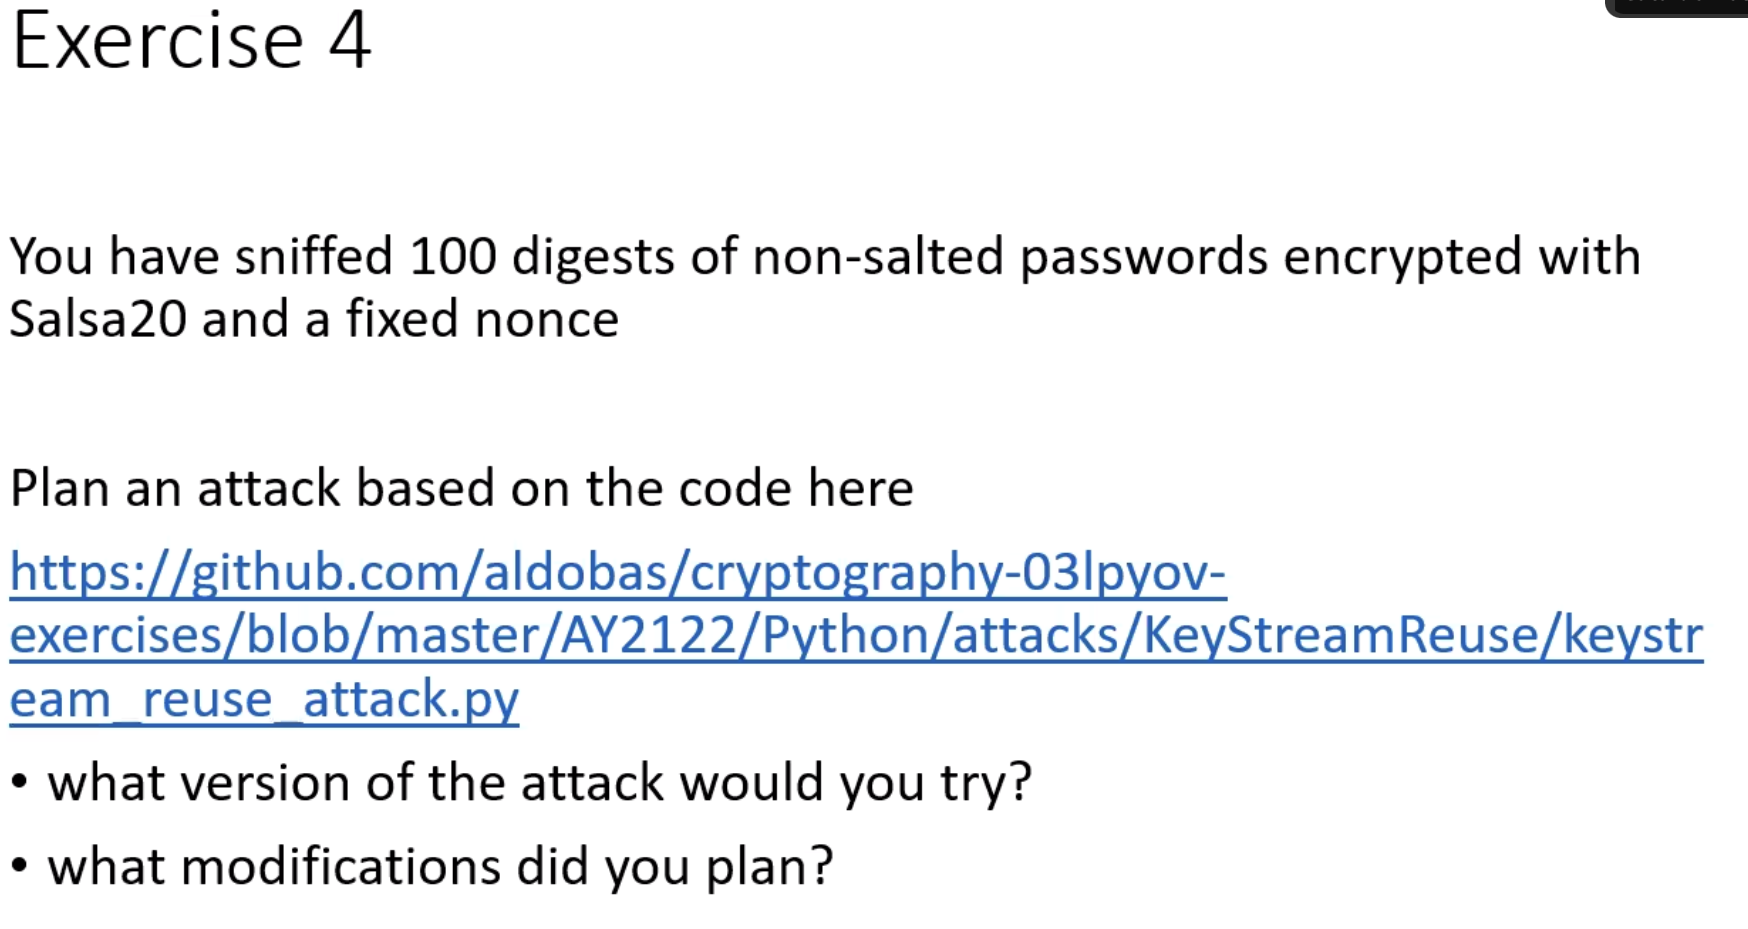 Exercise 4
You have sniffed 100 digests of non-salted passwords encrypted with
Salsa20 and a fixed nonce
Plan an attack based on the code here
https://github.com/aldobas/cryptography-03lpyov-
exercises/blob/master/AY2122/Python/attacks/KeyStreamReuse/keystr
eam_reuse_attack.py
• what version of the attack would you try?
• what modifications did you plan?